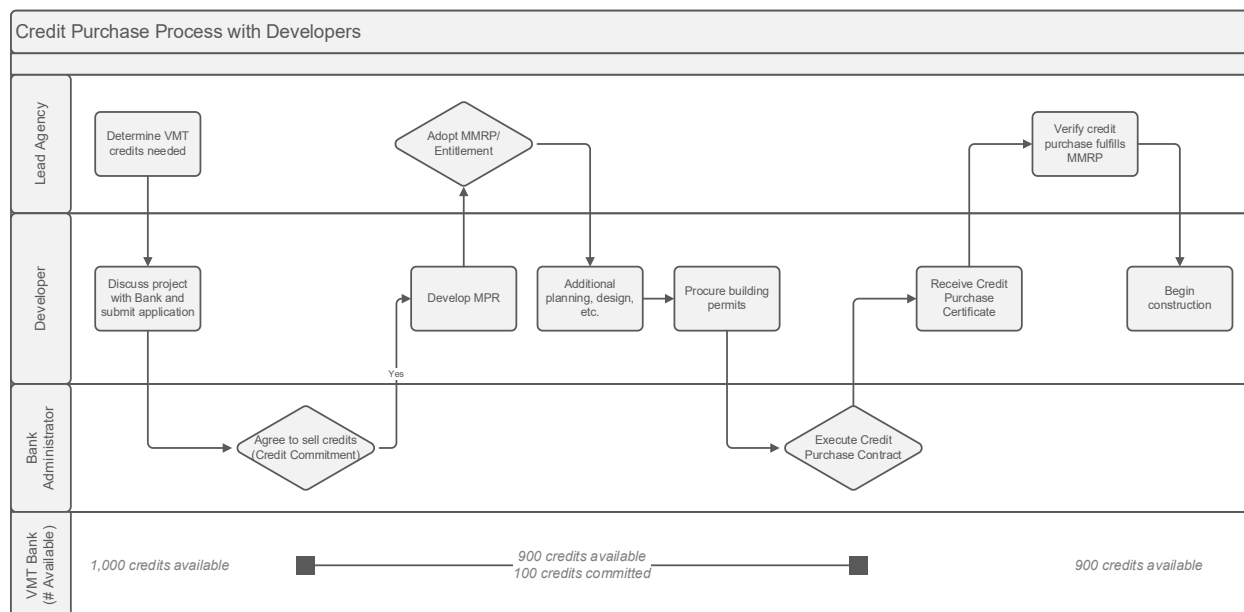 Credit Purchase Process with Developers
Lead Agency
Determine VMT
credits needed
Adopt MMRP/
Entitlement
Verify credit
purchase fulfills
MMRP
Developer
Discuss project
with Bank and
submit application
Develop MPR
Additional
planning, design,
etc.
Procure building
permits
Receive Credit
Purchase
Certificate
Begin
construction
Yes
Bank
Administrator
Agree to sell credits
(Credit Commitment)
Execute Credit
Purchase Contract
VMT Bank
(# Available)
1,000 credits available
900 credits available
100 credits committed
900 credits available